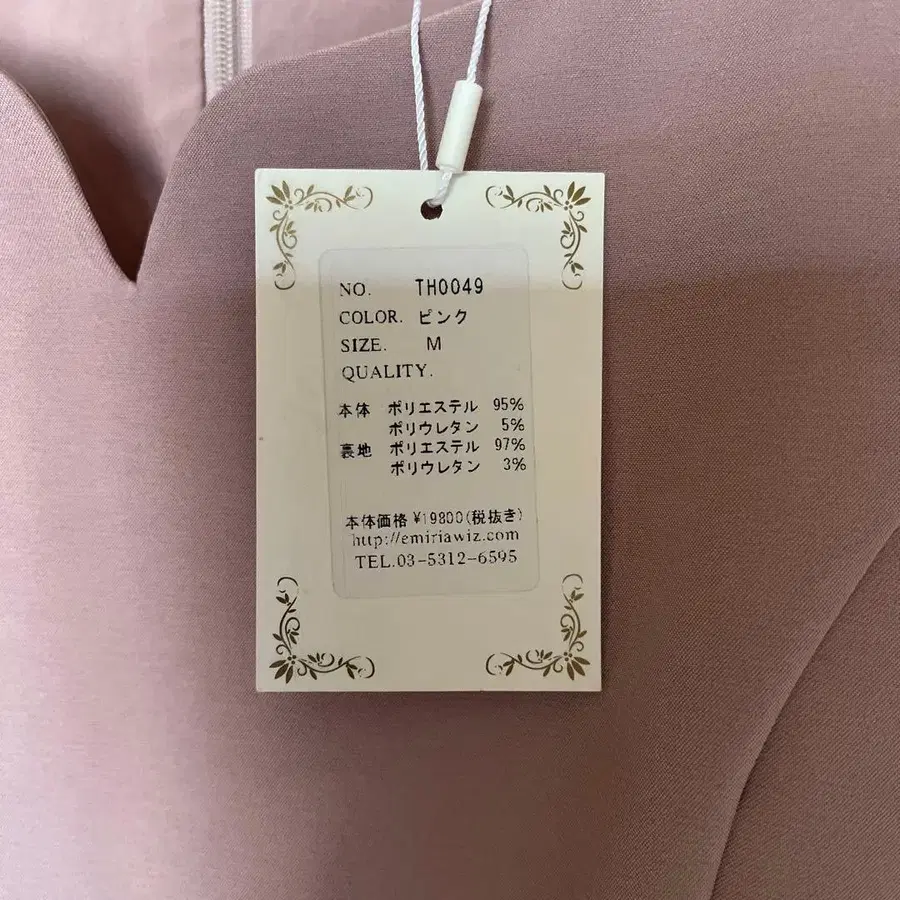 NO. TH0049
COLOR. ピンク
SIZE. M
QUALITY.
本体 ポリエステル 95%
ポリウレタン 5%
裏地 ポリエステル 97%
ポリウレタン 3%
本体価格 ¥19800(税抜き)
http://emiriawiz.com
TEL.03-5312-6595